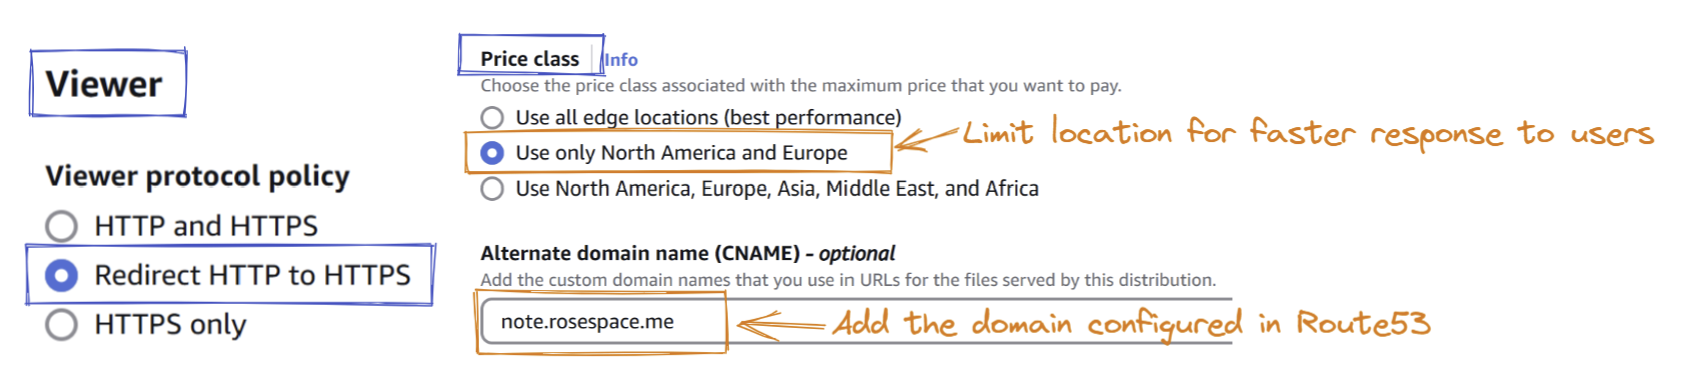 Viewer
Viewer protocol policy
HTTP and HTTPS
Redirect HTTP to HTTPS
HTTPS only
Price class Info
Choose the price class associated with the maximum price that you want to pay.
Use all edge locations (best performance)
Use only North America and Europe
Limit location for faster response to users
Use North America, Europe, Asia, Middle East, and Africa
Alternate domain name (CNAME) - optional
Add the custom domain names that you use in URLs for the files served by this distribution.
note.rosespace.me
Add the domain configured in Route53